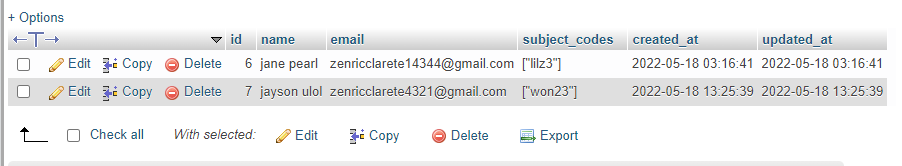 + Options
id name email subject_codes created_at updated_at
Edit Copy Delete 6 jane pearl zenricclarete14344@gmail.com ["lilz3"] 2022-05-18 03:16:41 2022-05-18 03:16:41
Edit Copy Delete 7 jayson ulol zenricclarete4321@gmail.com ["won23"] 2022-05-18 13:25:39 2022-05-18 13:25:39
Check all With selected: Edit Copy Delete Export